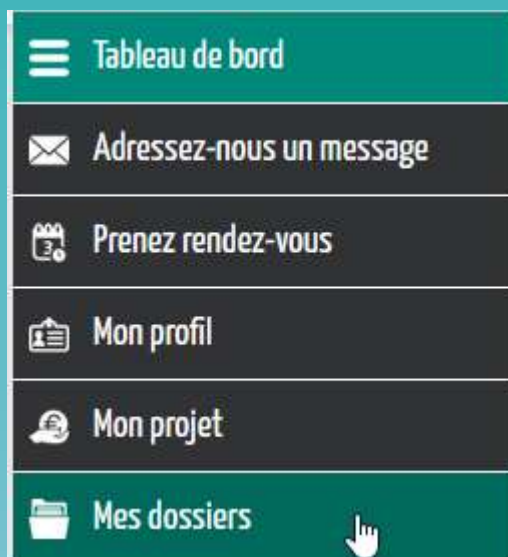 Tableau de bord
Adressez-nous un message
Prenez rendez-vous
Mon profil
Mon projet
Mes dossiers